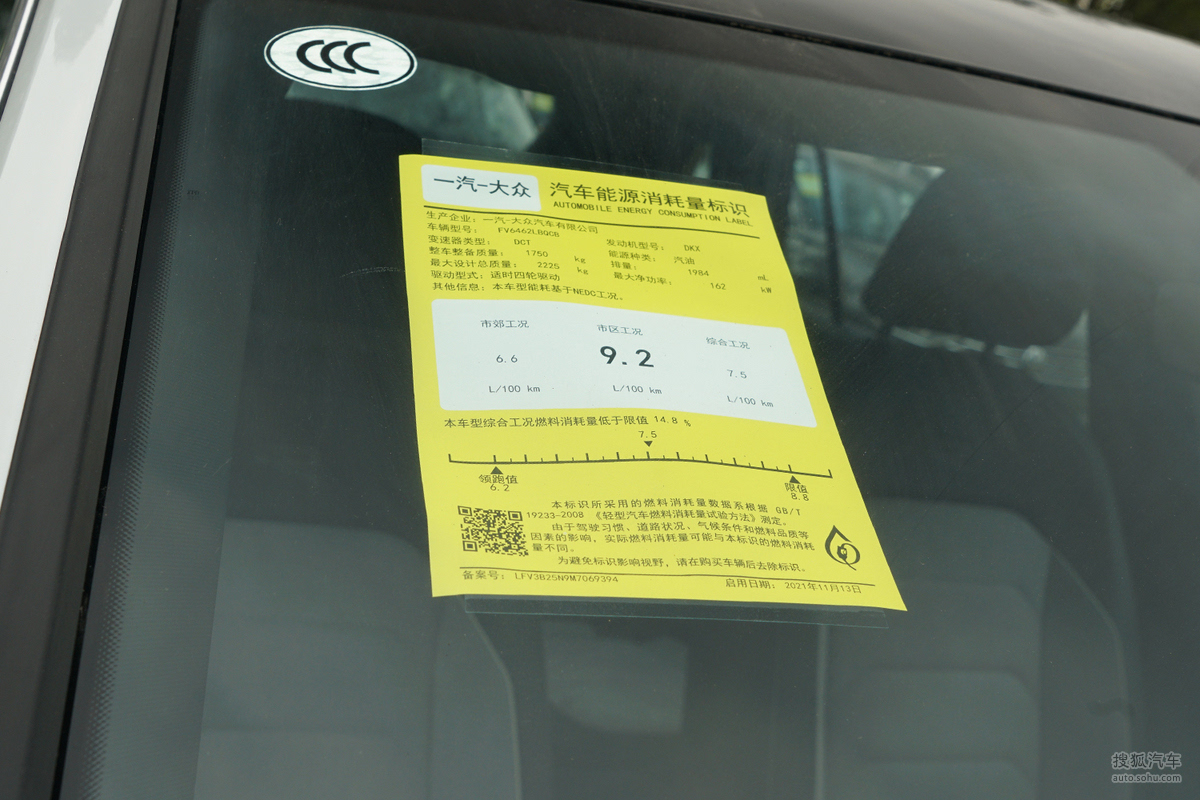 CCC
一汽-大众 汽车能源消耗量标识
AUTOMOBILE ENERGY CONSUMPTION LABEL
生产企业：一汽-大众汽车有限公司
车辆型号： FV6462LBQCB 发动机型号： DKX
变速器类型： DCT 能源种类： 汽油
整车整备质量： 1750 kg 排量： 1984 mL
最大设计总质量： 2225 kg 最大净功率： 162 kW
驱动型式：适时四轮驱动
其他信息：本车型能耗基于NEDC工况。
市郊工况 市区工况 综合工况
6.6 9.2 7.5
L/100 km L/100 km L/100 km
本车型综合工况燃料消耗量低于限值 14.8 %
7.5
领跑值 限值
6.2 8.8
本标识所采用的燃料消耗量数据系根据 GB/T
19233-2008 《轻型汽车燃料消耗量试验方法》测定。
由于驾驶习惯、道路状况、气候条件和燃料品质等
因素的影响，实际燃料消耗量可能与本标识的燃料消耗
量不同。
为避免标识影响视野，请在购买车辆后去除标识。
备案号： LFV3B25N9M7069394 启用日期： 2021年11月13日
搜狐汽车
auto.sohu.com